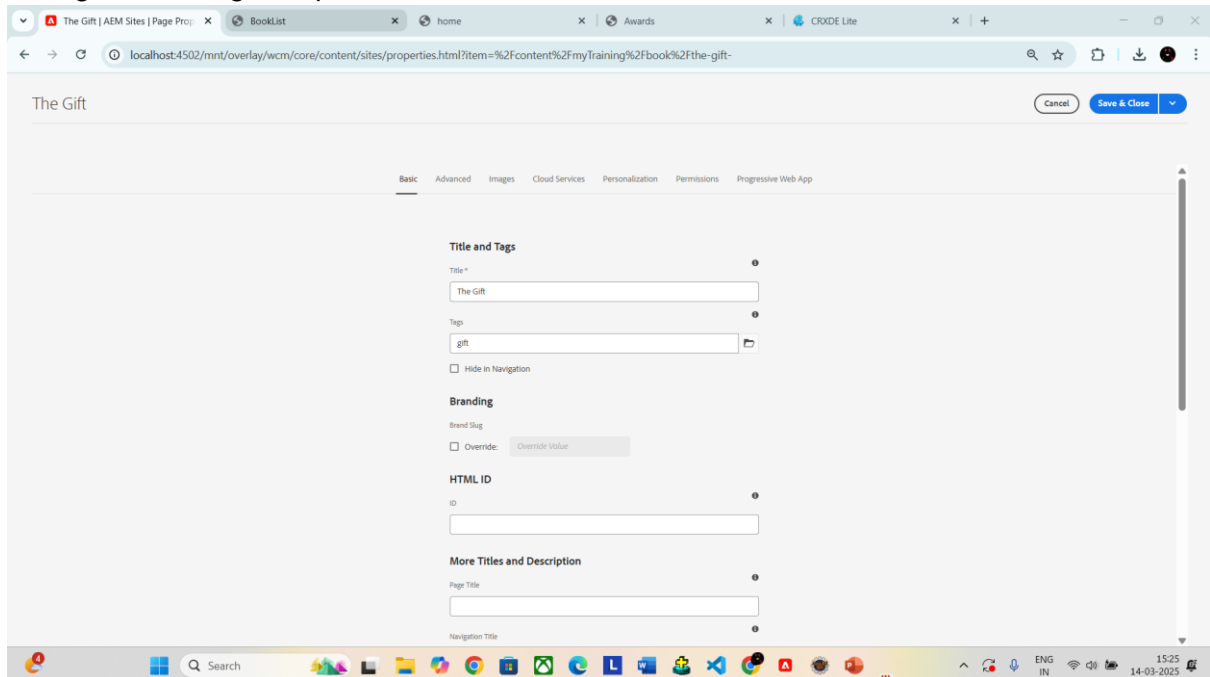 The Gift | AEM Sites | Page Prop
BookList
home
Awards
CRXDE Lite
localhost:4502/mnt/overlay/wcm/core/content/sites/properties.html?item=%2Fcontent%2FmyTraining%2Fbook%2Fthe-gift-
The Gift
Cancel
Save & Close
Basic Advanced Images Cloud Services Personalization Permissions Progressive Web App
Title and Tags
Title *
The Gift
Tags
gift
Hide in Navigation
Branding
Brand Slug
Override: Override Value
HTML ID
ID
More Titles and Description
Page Title
Navigation Title
4
Search
ENG
IN
15:25
14-03-2025